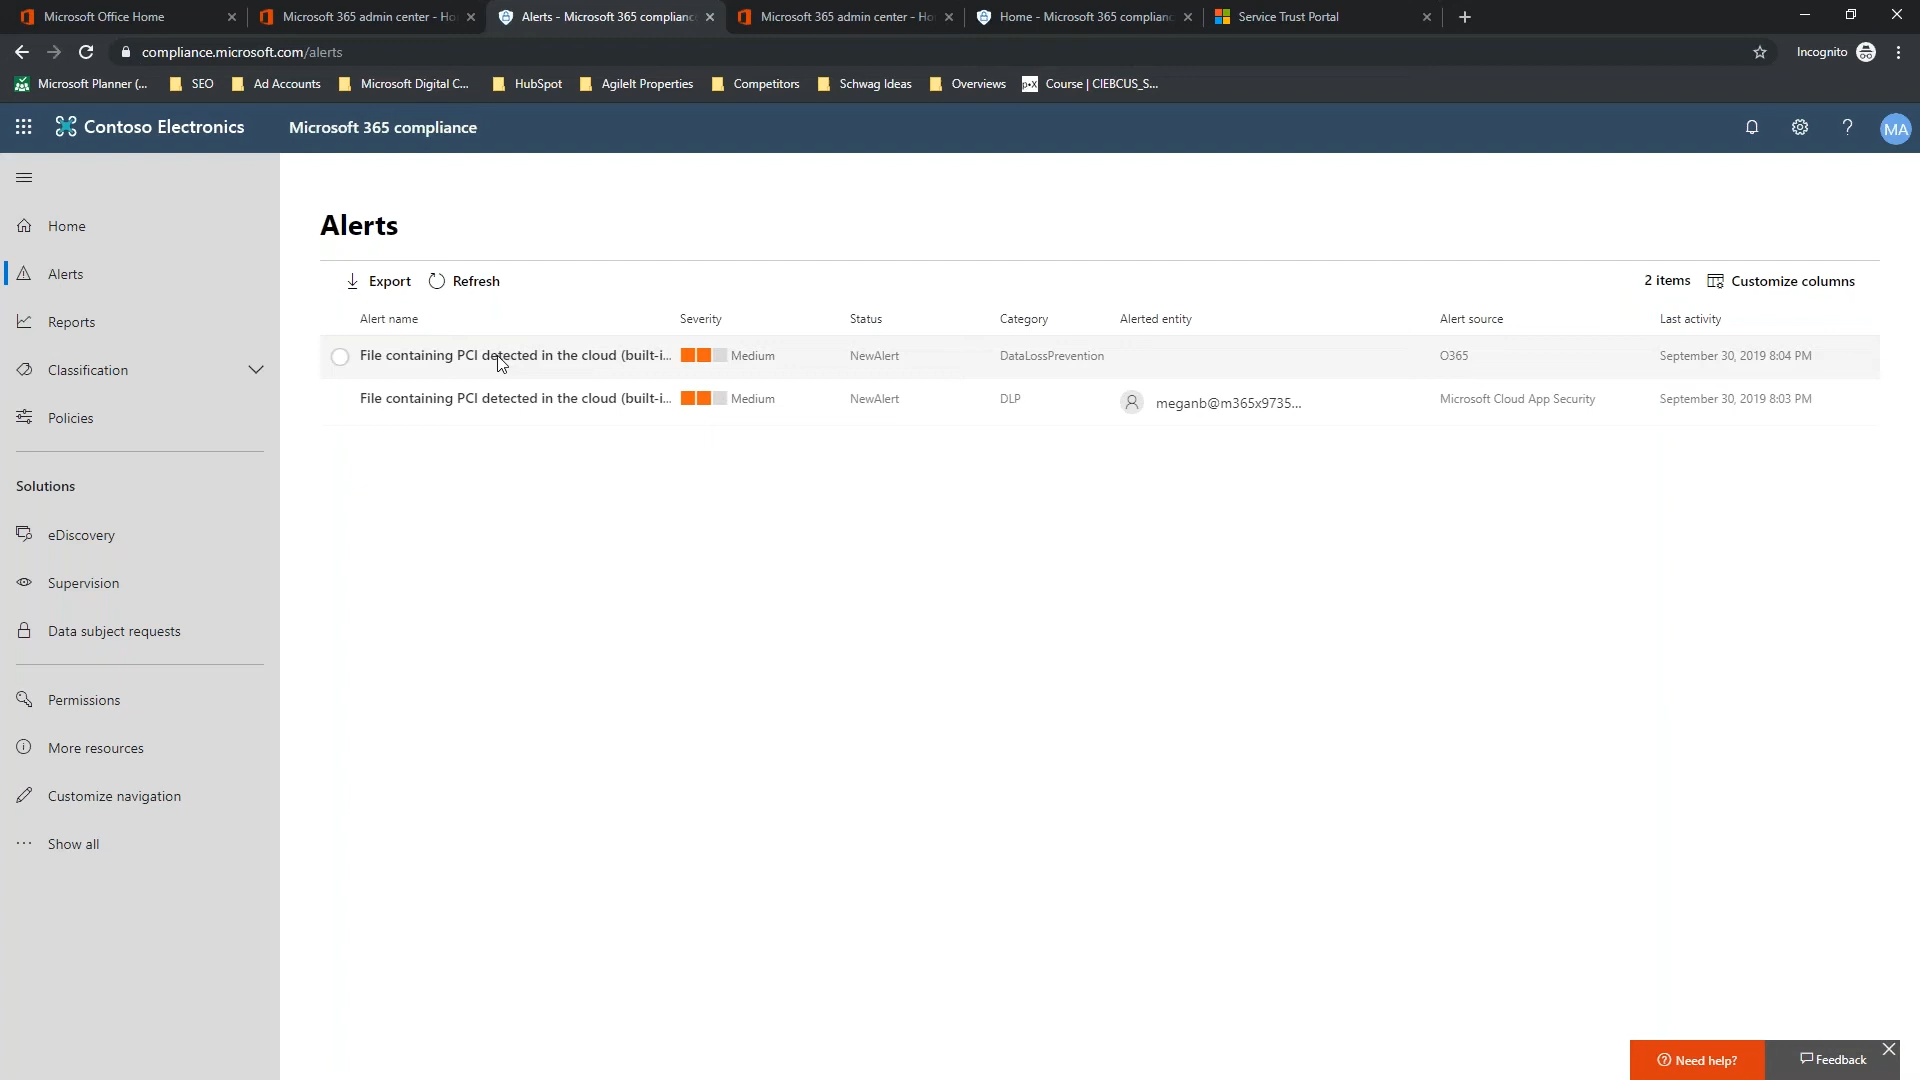 Microsoft Office Home
Microsoft 365 admin center - Ho
Alerts - Microsoft 365 complianc
Microsoft 365 admin center - Ho
Home - Microsoft 365 complianc
Service Trust Portal
compliance.microsoft.com/alerts
Incognito
Microsoft Planner (...
SEO
Ad Accounts
Microsoft Digital C...
HubSpot
AgileIt Properties
Competitors
Schwag Ideas
Overviews
Course | CIEBCUS_S...
Contoso Electronics
Microsoft 365 compliance
MA
Home
Alerts
Reports
Classification
Policies
Solutions
eDiscovery
Supervision
Data subject requests
Permissions
More resources
Customize navigation
Show all
Alerts
Export
Refresh
2 items
Customize columns
Alert name Severity Status Category Alerted entity Alert source Last activity
File containing PCI detected in the cloud (built-i... Medium NewAlert DataLossPrevention O365 September 30, 2019 8:04 PM
File containing PCI detected in the cloud (built-i... Medium NewAlert DLP meganb@m365x9735... Microsoft Cloud App Security September 30, 2019 8:03 PM
Need help?
Feedback